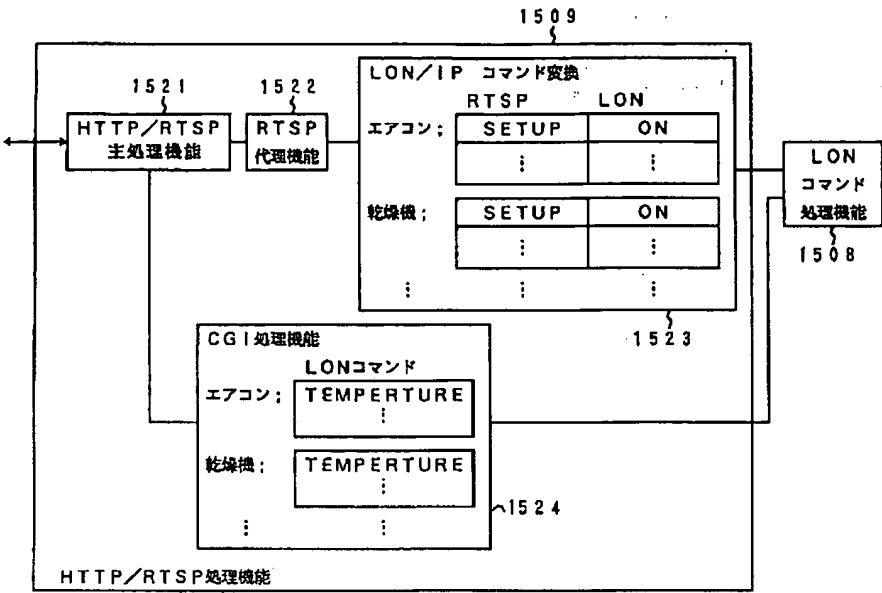 1509
LON/IP コマンド変換
RTSP LON
エアコン; SETUP ON
⋮ ⋮
乾燥機; SETUP ON
⋮ ⋮
⋮ ⋮ ⋮
1523
1521
HTTP/RTSP
主処理機能
1522
RTSP
代理機能
LON
コマンド
処理機能
1508
CGI処理機能
LONコマンド
エアコン; TEMPERTURE
⋮
乾燥機; TEMPERTURE
⋮
⋮ ⋮
1524
HTTP/RTSP処理機能